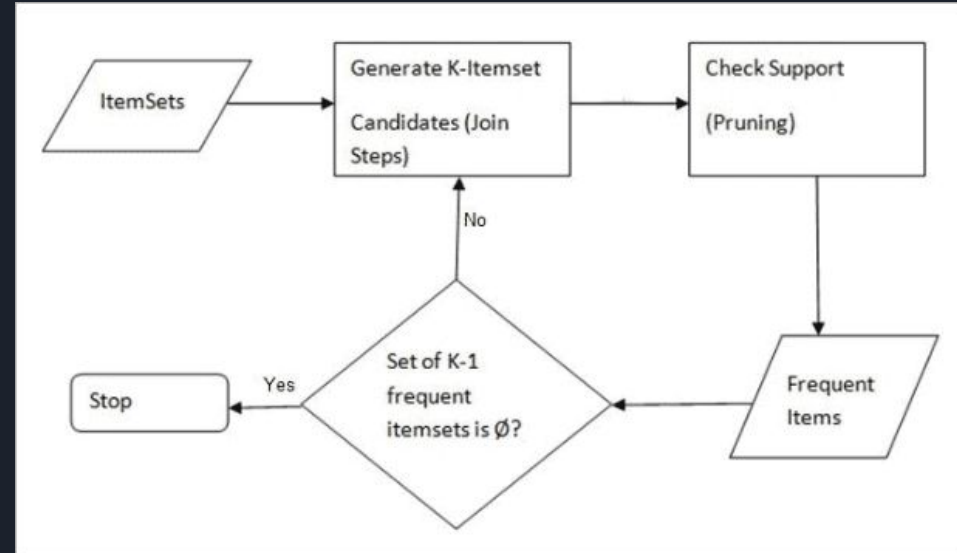 ItemSets
Generate K-Itemset
Candidates (Join
Steps)
Check Support
(Pruning)
No
Set of K-1
frequent
itemsets is Ø?
Yes
Stop
Frequent
Items